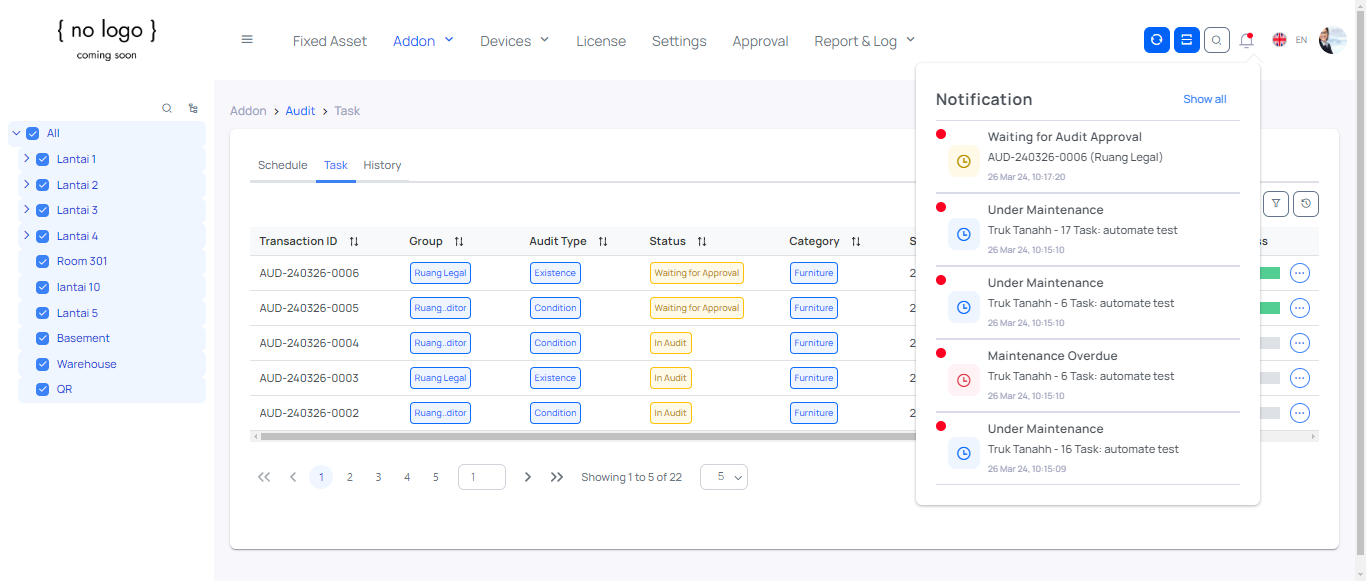 { no logo }
coming soon
Fixed Asset Addon Devices License Settings Approval Report & Log EN
All
Lantai 1
Lantai 2
Lantai 3
Lantai 4
Room 301
lantai 10
Lantai 5
Basement
Warehouse
QR
Addon > Audit > Task
Schedule Task History
Transaction ID Group Audit Type Status Category S ss
AUD-240326-0006 Ruang Legal Existence Waiting for Approval Furniture 2
AUD-240326-0005 Ruang..ditor Condition Waiting for Approval Furniture 2
AUD-240326-0004 Ruang..ditor Condition In Audit Furniture 2
AUD-240326-0003 Ruang Legal Existence In Audit Furniture 2
AUD-240326-0002 Ruang..ditor Condition In Audit Furniture 2
1 2 3 4 5 1 Showing 1 to 5 of 22 5
Notification Show all
Waiting for Audit Approval
AUD-240326-0006 (Ruang Legal)
26 Mar 24, 10:17:20
Under Maintenance
Truk Tanahh - 17 Task: automate test
26 Mar 24, 10:15:10
Under Maintenance
Truk Tanahh - 6 Task: automate test
26 Mar 24, 10:15:10
Maintenance Overdue
Truk Tanahh - 6 Task: automate test
26 Mar 24, 10:15:10
Under Maintenance
Truk Tanahh - 16 Task: automate test
26 Mar 24, 10:15:09